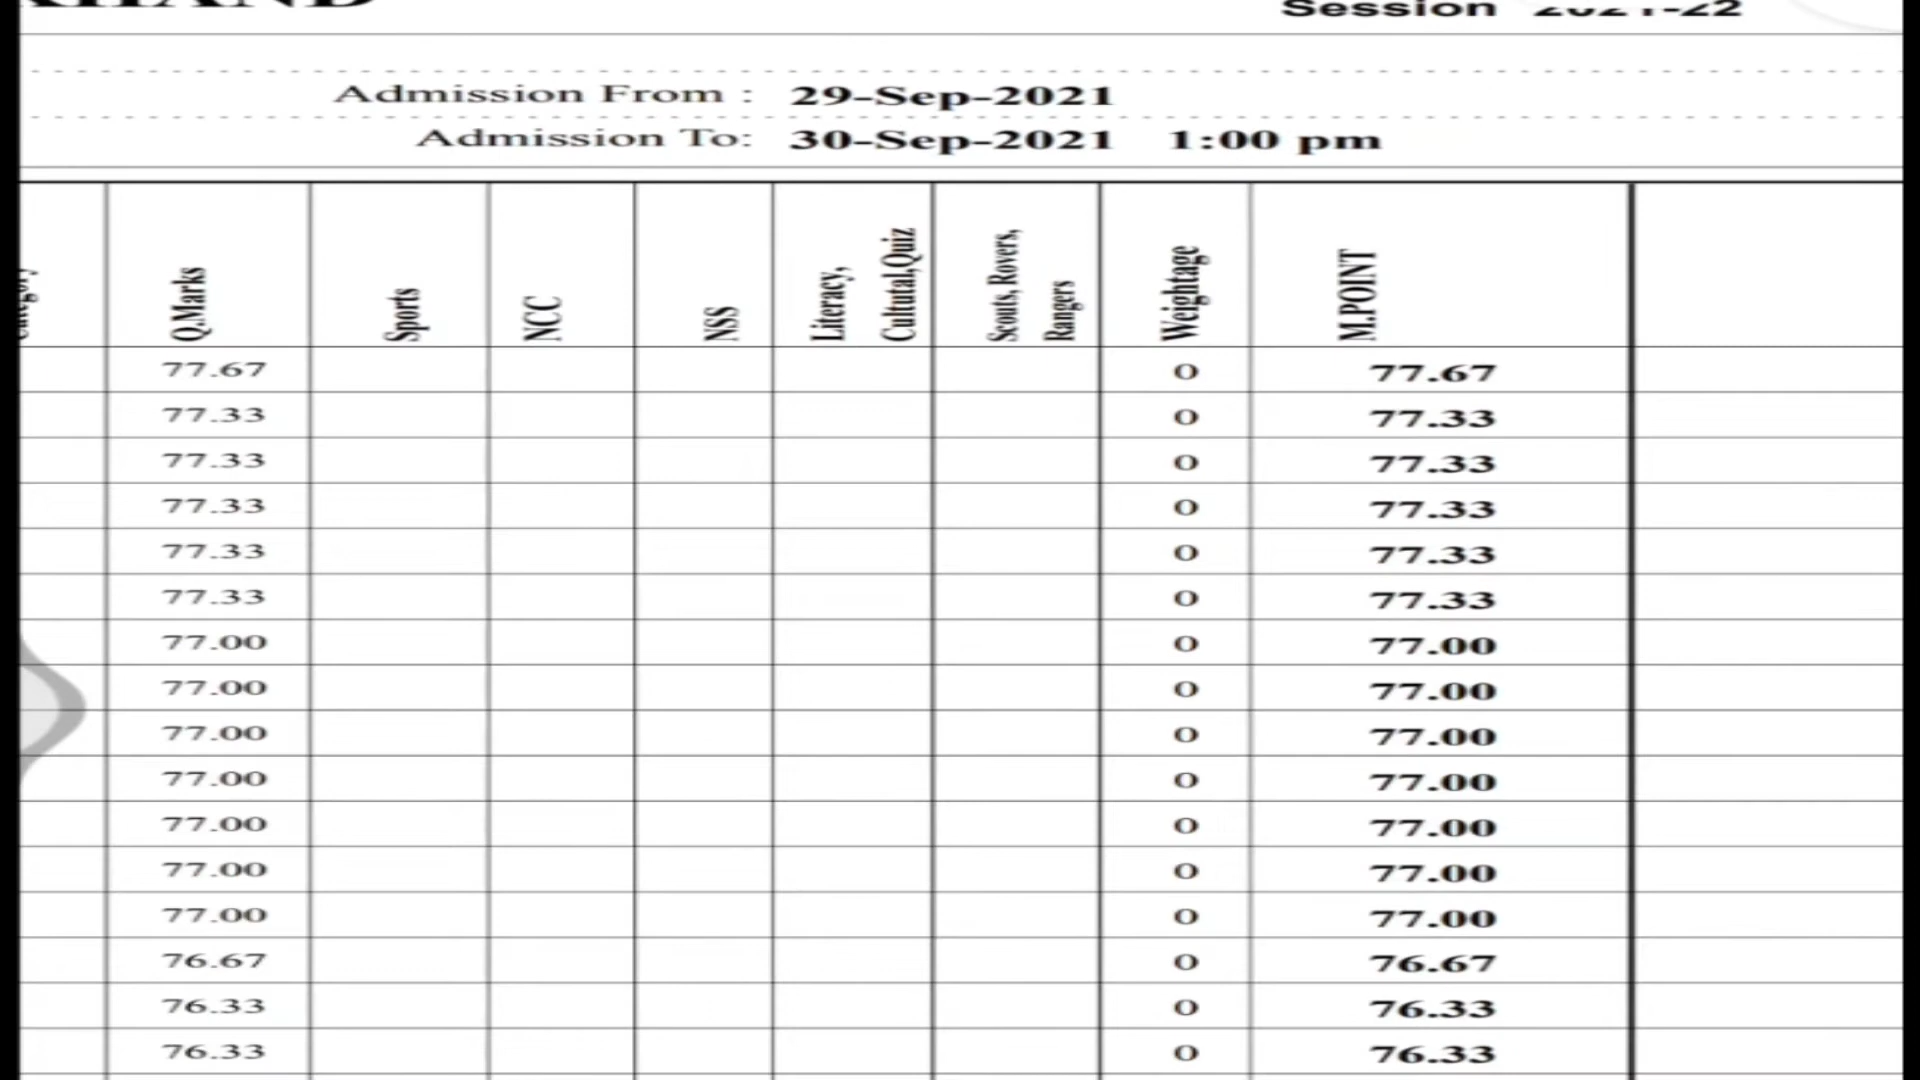 Session 2021-22
Admission From : 29-Sep-2021
Admission To: 30-Sep-2021 1:00 pm
Category Q.Marks Sports NCC NSS Literacy, Cultutal,Quiz Scouts, Rovers, Rangers Weightage M.POINT
77.67 0 77.67
77.33 0 77.33
77.33 0 77.33
77.33 0 77.33
77.33 0 77.33
77.33 0 77.33
77.00 0 77.00
77.00 0 77.00
77.00 0 77.00
77.00 0 77.00
77.00 0 77.00
77.00 0 77.00
77.00 0 77.00
76.67 0 76.67
76.33 0 76.33
76.33 0 76.33